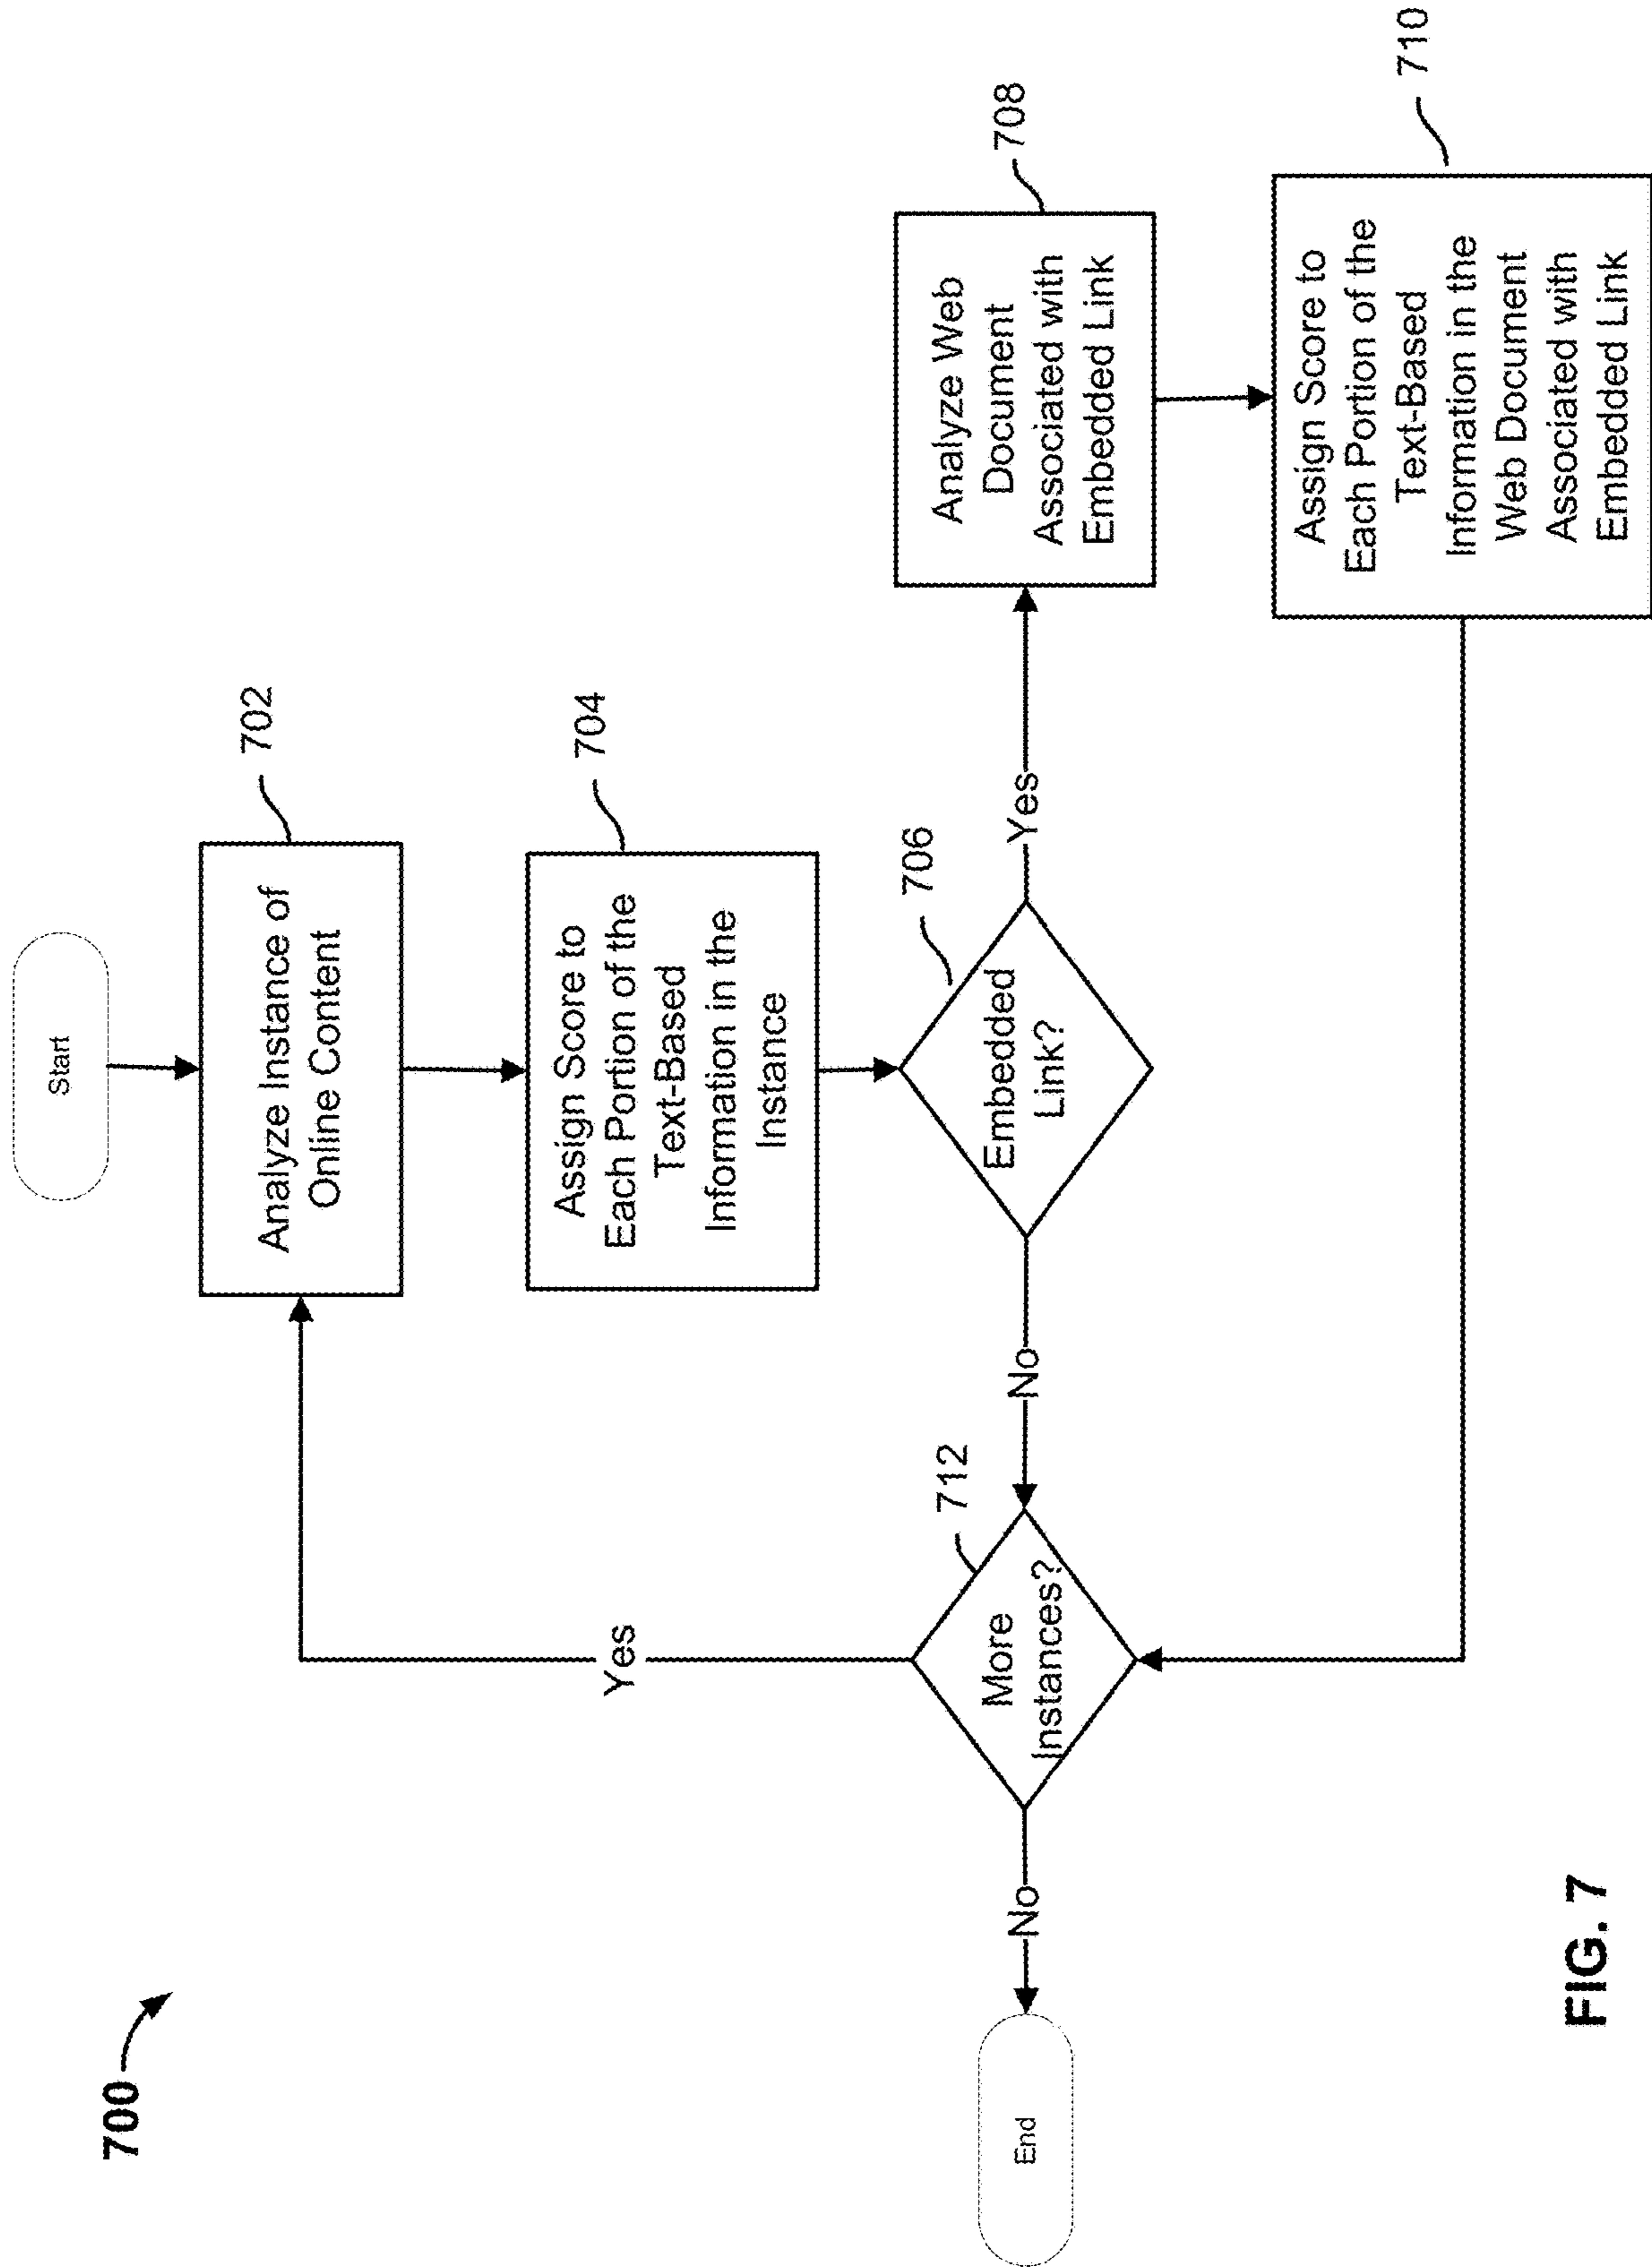 700
Start
Analyze Instance of
Online Content
702
Assign Score to
Each Portion of the
Text-Based
Information in the
Instance
704
Embedded
Link?
706
Yes
Analyze Web
Document
Associated with
Embedded Link
708
Assign Score to
Each Portion of the
Text-Based
Information in the
Web Document
Associated with
Embedded Link
710
No
More
Instances?
712
Yes
No
End
FIG. 7